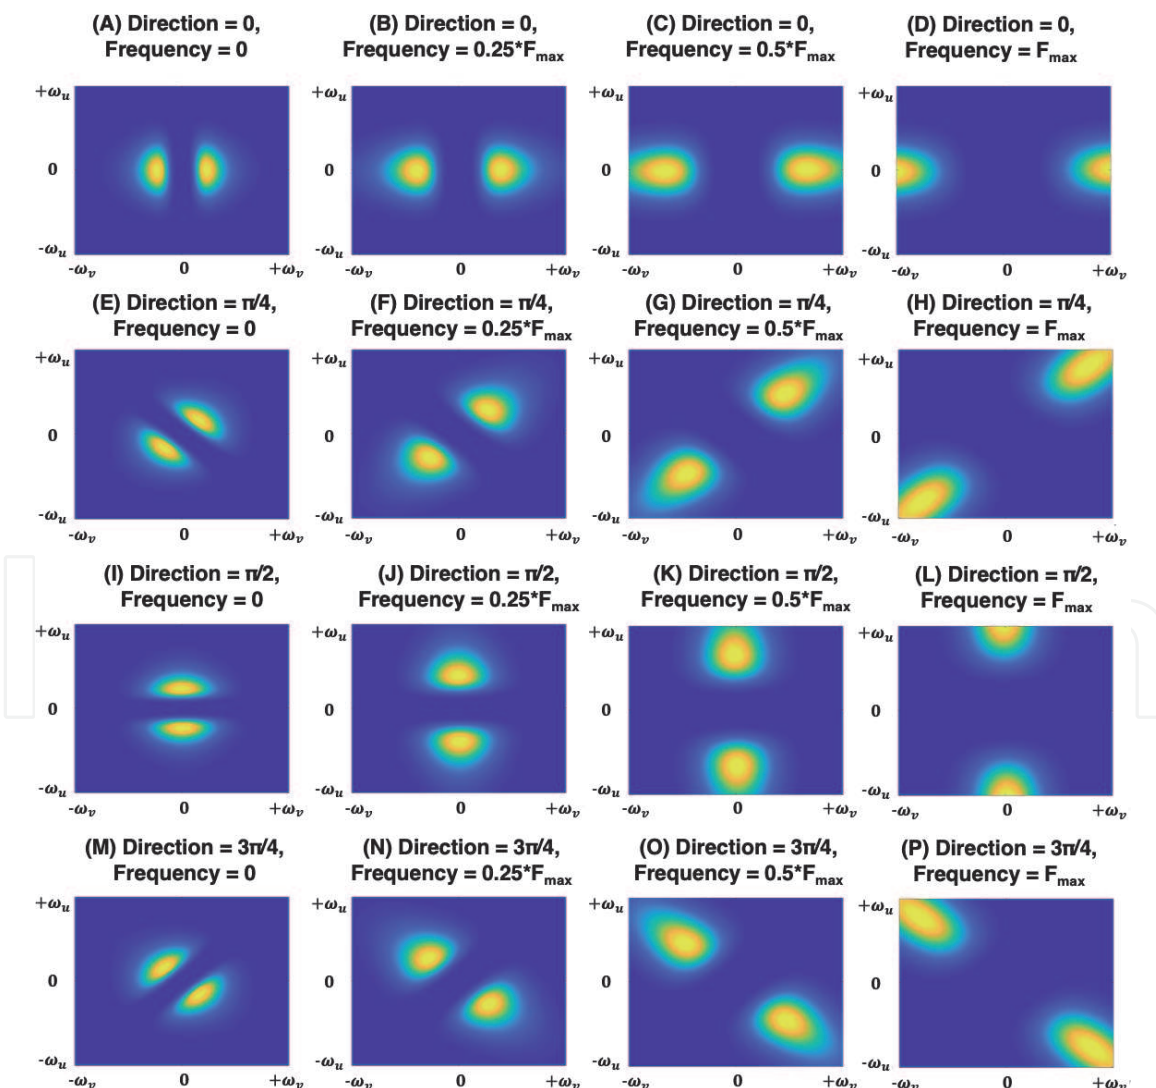 (A) Direction = 0, (B) Direction = 0, (C) Direction = 0, (D) Direction = 0,
Frequency = 0 Frequency = 0.25*Fmax Frequency = 0.5*Fmax Frequency = Fmax
+ωu
0
-ωu
-ωv 0 +ωv
+ωu
0
-ωu
-ωv 0 +ωv
+ωu
0
-ωu
-ωv 0 +ωv
+ωu
0
-ωu
-ωv 0 +ωv
(E) Direction = π/4, (F) Direction = π/4, (G) Direction = π/4, (H) Direction = π/4,
Frequency = 0 Frequency = 0.25*Fmax Frequency = 0.5*Fmax Frequency = Fmax
+ωu
0
-ωu
-ωv 0 +ωv
+ωu
0
-ωu
-ωv 0 +ωv
+ωu
0
-ωu
-ωv 0 +ωv
+ωu
0
-ωu
-ωv 0 +ωv
(I) Direction = π/2, (J) Direction = π/2, (K) Direction = π/2, (L) Direction = π/2,
Frequency = 0 Frequency = 0.25*Fmax Frequency = 0.5*Fmax Frequency = Fmax
+ωu
0
-ωu
-ωv 0 +ωv
+ωu
0
-ωu
-ωv 0 +ωv
+ωu
0
-ωu
-ωv 0 +ωv
+ωu
0
-ωu
-ωv 0 +ωv
(M) Direction = 3π/4, (N) Direction = 3π/4, (O) Direction = 3π/4, (P) Direction = 3π/4,
Frequency = 0 Frequency = 0.25*Fmax Frequency = 0.5*Fmax Frequency = Fmax
+ωu
0
-ωu
-ωv 0 +ωv
+ωu
0
-ωu
-ωv 0 +ωv
+ωu
0
-ωu
-ωv 0 +ωv
+ωu
0
-ωu
-ωv 0 +ωv